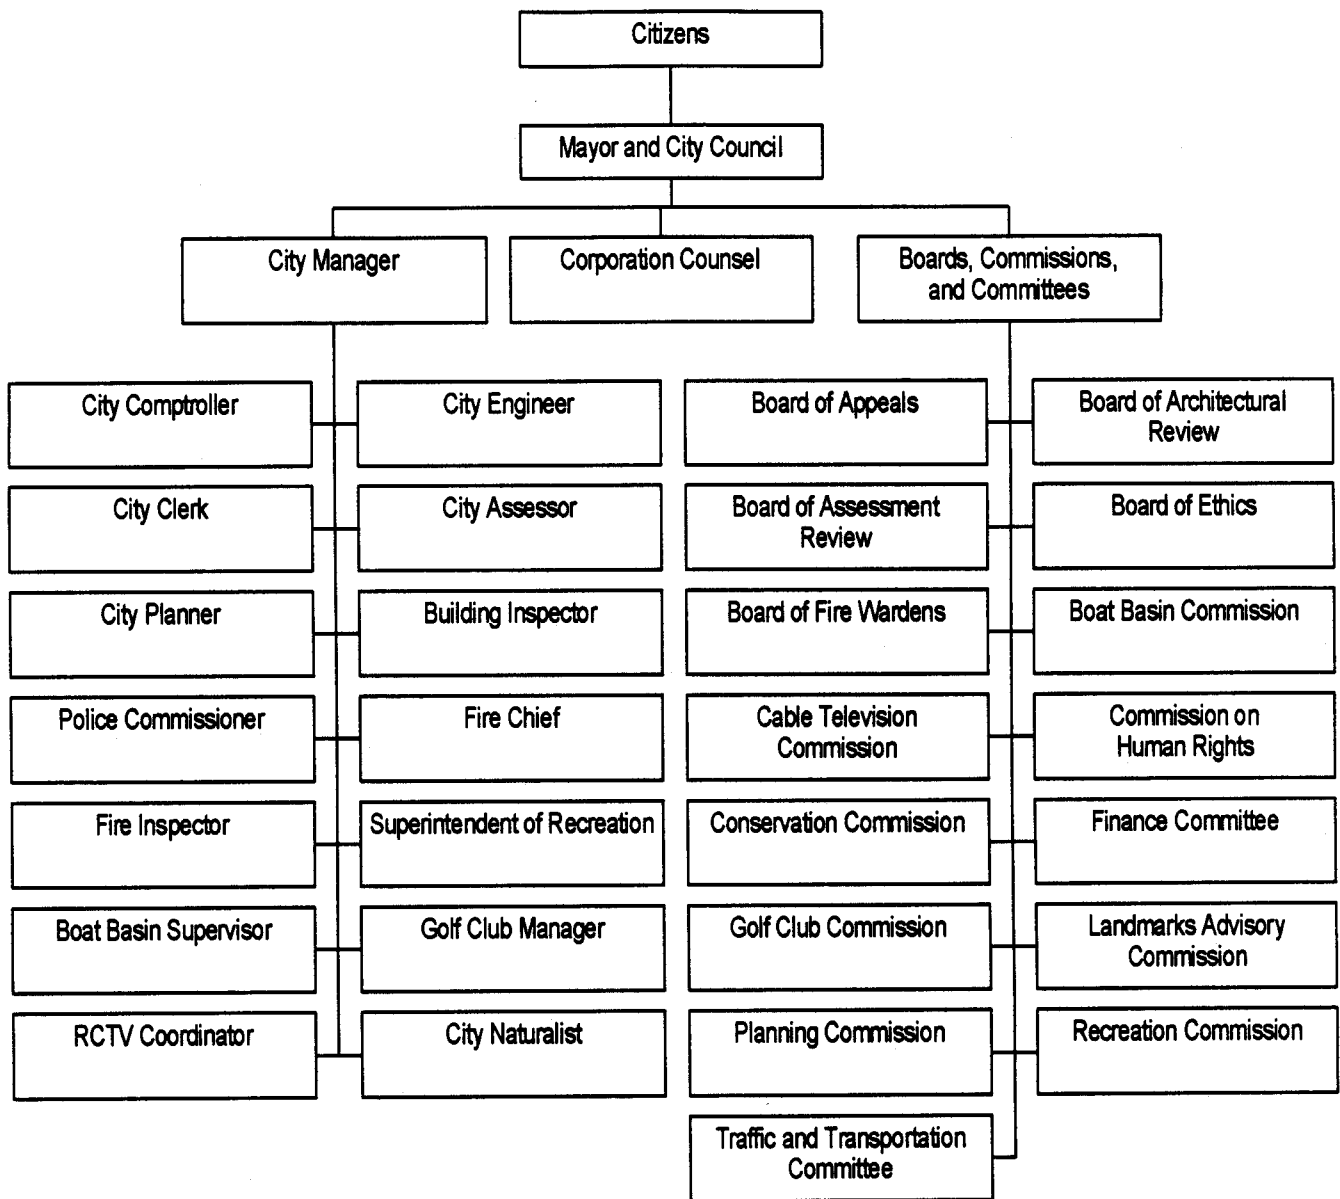 Citizens
Mayor and City Council
City Manager
Corporation Counsel
Boards, Commissions,
and Committees
City Comptroller
City Engineer
Board of Appeals
Board of Architectural
Review
City Clerk
City Assessor
Board of Assessment
Review
Board of Ethics
City Planner
Building Inspector
Board of Fire Wardens
Boat Basin Commission
Police Commissioner
Fire Chief
Cable Television
Commission
Commission on
Human Rights
Fire Inspector
Superintendent of Recreation
Conservation Commission
Finance Committee
Boat Basin Supervisor
Golf Club Manager
Golf Club Commission
Landmarks Advisory
Commission
RCTV Coordinator
City Naturalist
Planning Commission
Recreation Commission
Traffic and Transportation
Committee